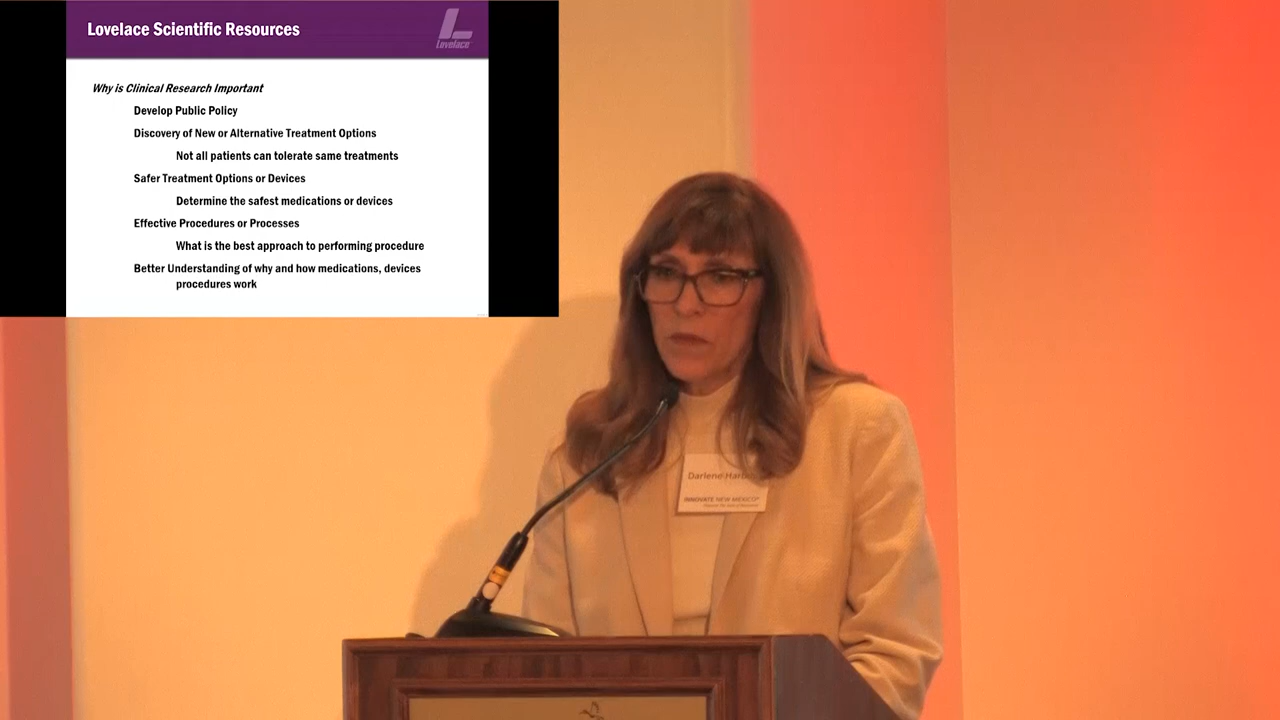 Lovelace Scientific Resources
Lovelace
Why is Clinical Research Important
Develop Public Policy
Discovery of New or Alternative Treatment Options
Not all patients can tolerate same treatments
Safer Treatment Options or Devices
Determine the safest medications or devices
Effective Procedures or Processes
What is the best approach to performing procedure
Better Understanding of why and how medications, devices
procedures work
Darlene
INNOVATE NEW MEXICO